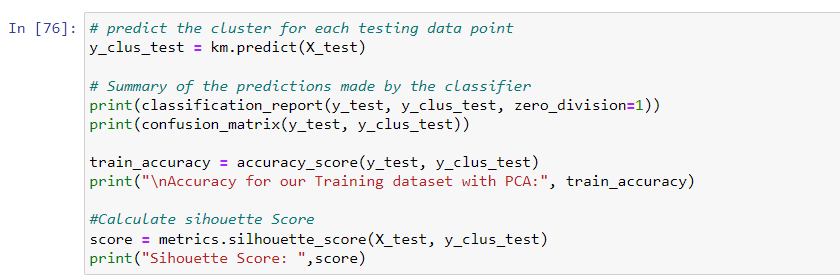 In [76]: # predict the cluster for each testing data point
y_clus_test = km.predict(X_test)
# Summary of the predictions made by the classifier
print(classification_report(y_test, y_clus_test, zero_division=1))
print(confusion_matrix(y_test, y_clus_test))
train_accuracy = accuracy_score(y_test, y_clus_test)
print("\nAccuracy for our Training dataset with PCA:", train_accuracy)
#Calculate sihouette Score
score = metrics.silhouette_score(X_test, y_clus_test)
print("Sihouette Score: ",score)